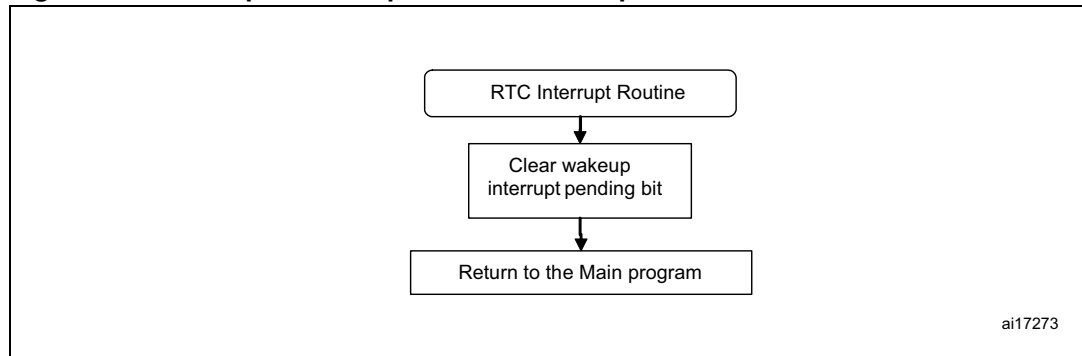 RTC Interrupt Routine
Clear wakeup
interrupt pending bit
Return to the Main program
ai17273